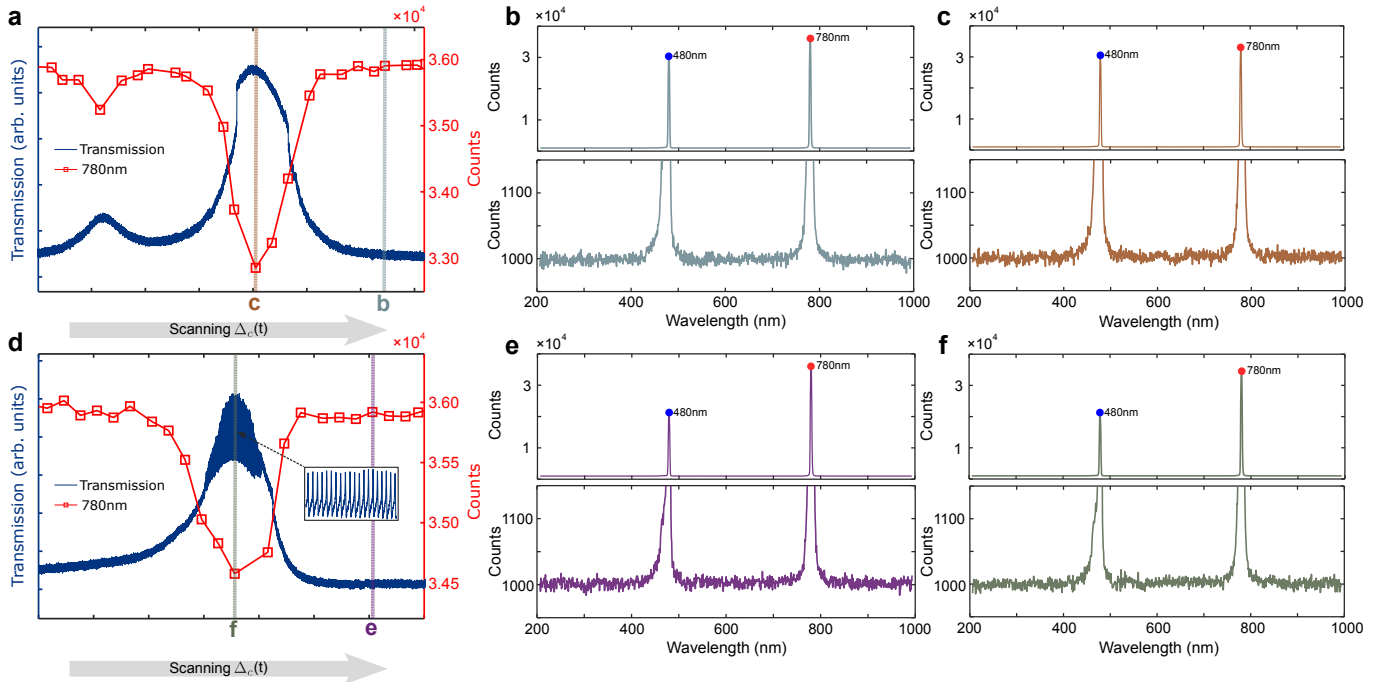 a
×10⁴
Transmission (arb. units)
Transmission
780nm
3.60
3.50
3.40
3.30
Counts
c
b
Scanning Δc(t)
b
×10⁴
480nm
780nm
3
1
Counts
1100
1000
Counts
200
400
600
800
1000
Wavelength (nm)
c
×10⁴
480nm
780nm
3
1
Counts
1100
1000
Counts
200
400
600
800
1000
Wavelength (nm)
d
×10⁴
Transmission (arb. units)
Transmission
780nm
3.60
3.55
3.50
3.45
Counts
f
e
Scanning Δc(t)
e
×10⁴
480nm
780nm
3
1
Counts
1100
1000
Counts
200
400
600
800
1000
Wavelength (nm)
f
×10⁴
480nm
780nm
3
1
Counts
1100
1000
Counts
200
400
600
800
1000
Wavelength (nm)